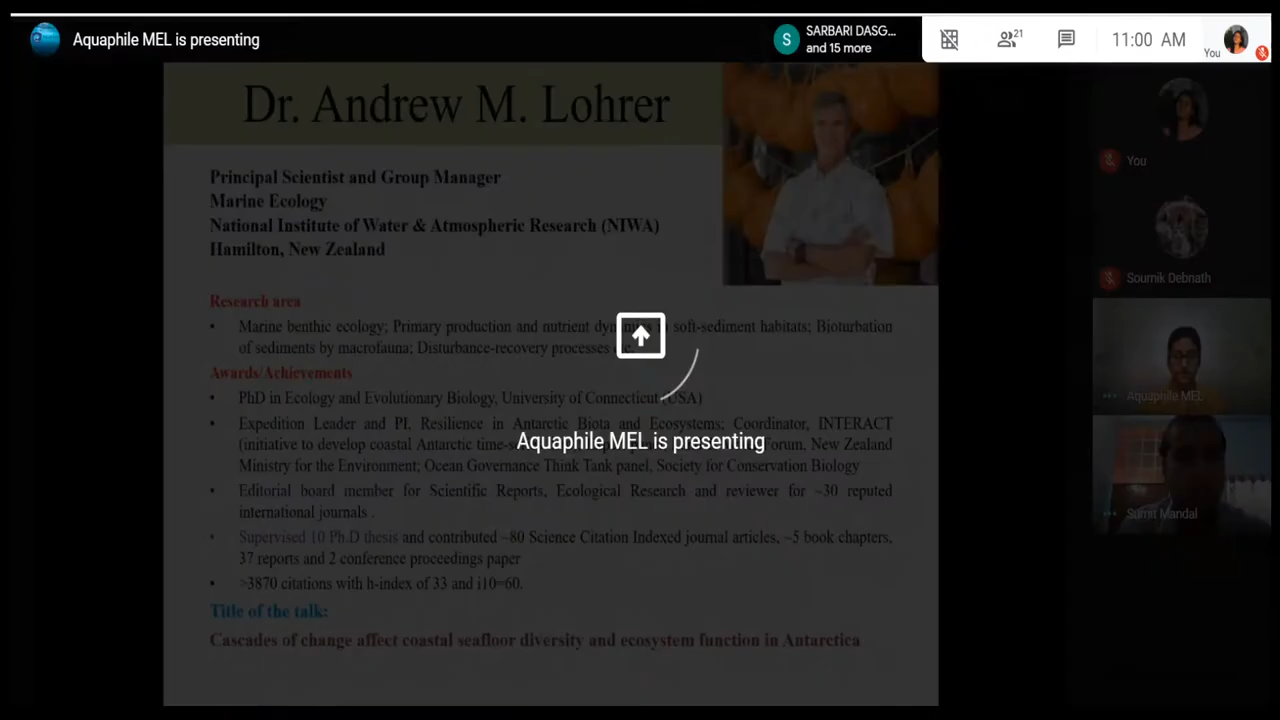 Aquaphile MEL is presenting
S
SARBARI DASG...
and 15 more
21
11:00 AM
You
Dr. Andrew M. Lohrer
Principal Scientist and Group Manager
Marine Ecology
National Institute of Water & Atmospheric Research (NIWA)
Hamilton, New Zealand
Research area
• Marine benthic ecology; Primary production and nutrient soft-sediment habitats; Bioturbation
of sediments by macrofauna; Disturbance-recovery processes
Awards/Achievements
• PhD in Ecology and Evolutionary Biology, University of Connecticut (USA)
• Expedition Leader and PI, Resilience in Antarctic Biota and Ecosystems; Coordinator, INTERACT
(initiative to develop coastal Antarctic Forum, New Zealand
Ministry for the Environment; Ocean Governance Think Tank panel, Society for Conservation Biology
• Editorial board member for Scientific Reports, Ecological Research and reviewer for ~30 reputed
international journals .
• Supervised 10 Ph.D thesis and contributed ~80 Science Citation Indexed journal articles, ~5 book chapters,
37 reports and 2 conference proceedings paper
• >3870 citations with h-index of 33 and i10=60.
Title of the talk:
Cascades of change affect coastal seafloor diversity and ecosystem function in Antarctica
Aquaphile MEL is presenting
You
Soumik Debnath
Aquaphile MEL
Sumit Mandal